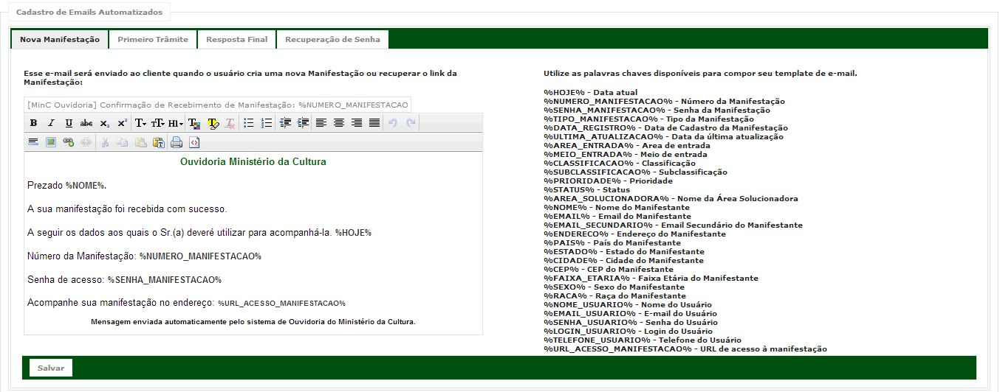 Cadastro de Emails Automatizados
Nova Manifestação Primeiro Trâmite Resposta Final Recuperação de Senha
Esse e-mail será enviado ao cliente quando o usuário cria uma nova Manifestação ou recuperar o link da
Manifestação:
[MinC Ouvidoria] Confirmação de Recebimento de Manifestação: %NUMERO_MANIFESTACAO
B I U abc x₂ x² T TT H1 T T T
Ouvidoria Ministério da Cultura
Prezado %NOME%.
A sua manifestação foi recebida com sucesso.
A seguir os dados aos quais o Sr.(a) deveré utilizar para acompanhá-la. %HOJE%
Número da Manifestação: %NUMERO_MANIFESTACAO%
Senha de acesso: %SENHA_MANIFESTACAO%
Acompanhe sua manifestação no endereço: %URL_ACESSO_MANIFESTACAO%
Mensagem enviada automaticamente pelo sistema de Ouvidoria do Ministério da Cultura.
Utilize as palavras chaves disponíveis para compor seu template de e-mail.
%HOJE% - Data atual
%NUMERO_MANIFESTACAO% - Número da Manifestação
%SENHA_MANIFESTACAO% - Senha da Manifestação
%TIPO_MANIFESTACAO% - Tipo da Manifestação
%DATA_REGISTRO% - Data de Cadastro da Manifestação
%ULTIMA_ATUALIZACAO% - Data da última atualização
%AREA_ENTRADA% - Area de entrada
%MEIO_ENTRADA% - Meio de entrada
%CLASSIFICACAO% - Classificação
%SUBCLASSIFICACAO% - Subclassificação
%PRIORIDADE% - Prioridade
%STATUS% - Status
%AREA_SOLUCIONADORA% - Nome da Área Solucionadora
%NOME% - Nome do Manifestante
%EMAIL% - Email do Manifestante
%EMAIL_SECUNDARIO% - Email Secundário do Manifestante
%ENDERECO% - Endereço do Manifestante
%PAIS% - País do Manifestante
%ESTADO% - Estado do Manifestante
%CIDADE% - Cidade do Manifestante
%CEP% - CEP do Manifestante
%FAIXA_ETARIA% - Faixa Etária do Manifestante
%SEXO% - Sexo do Manifestante
%RACA% - Raça do Manifestante
%NOME_USUARIO% - Nome do Usuário
%EMAIL_USUARIO% - E-mail do Usuário
%SENHA_USUARIO% - Senha do Usuário
%LOGIN_USUARIO% - Login do Usuário
%TELEFONE_USUARIO% - Telefone do Usuário
%URL_ACESSO_MANIFESTACAO% - URL de acesso à manifestação
Salvar